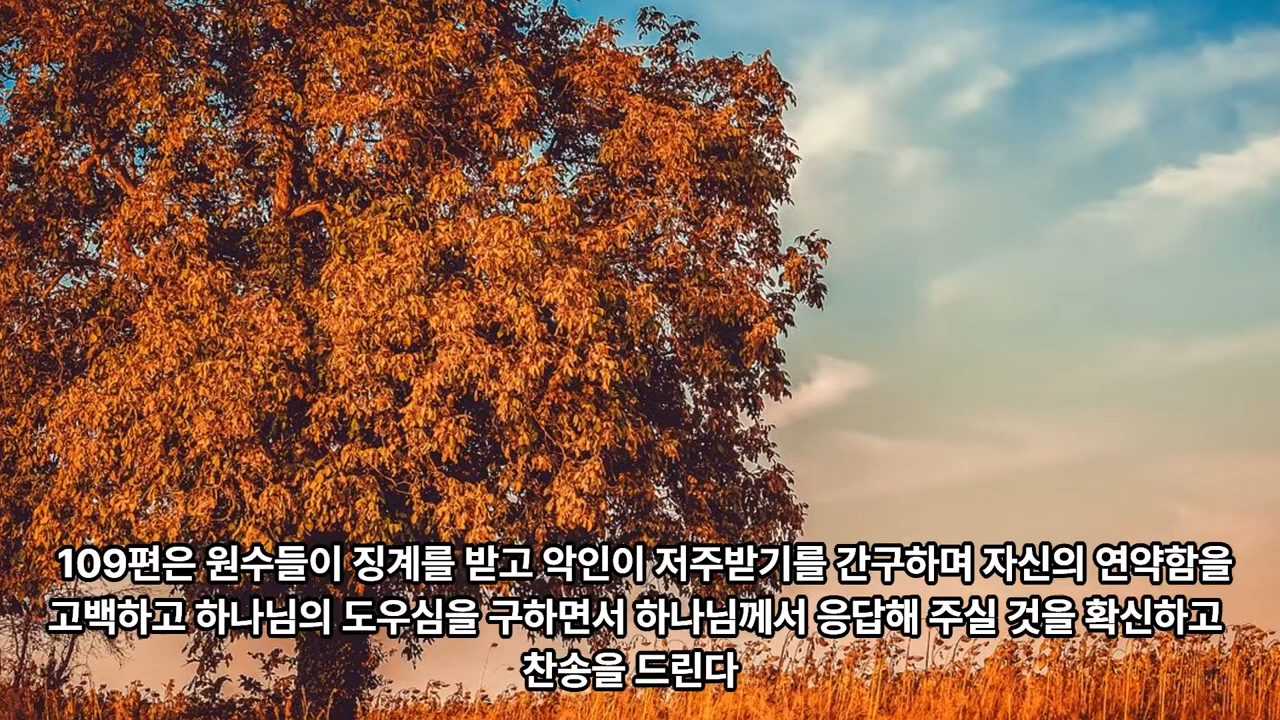 109편은 원수들이 징계를 받고 악인이 저주받기를 간구하며 자신의 연약함을
고백하고 하나님의 도우심을 구하면서 하나님께서 응답해 주실 것을 확신하고
찬송을 드린다